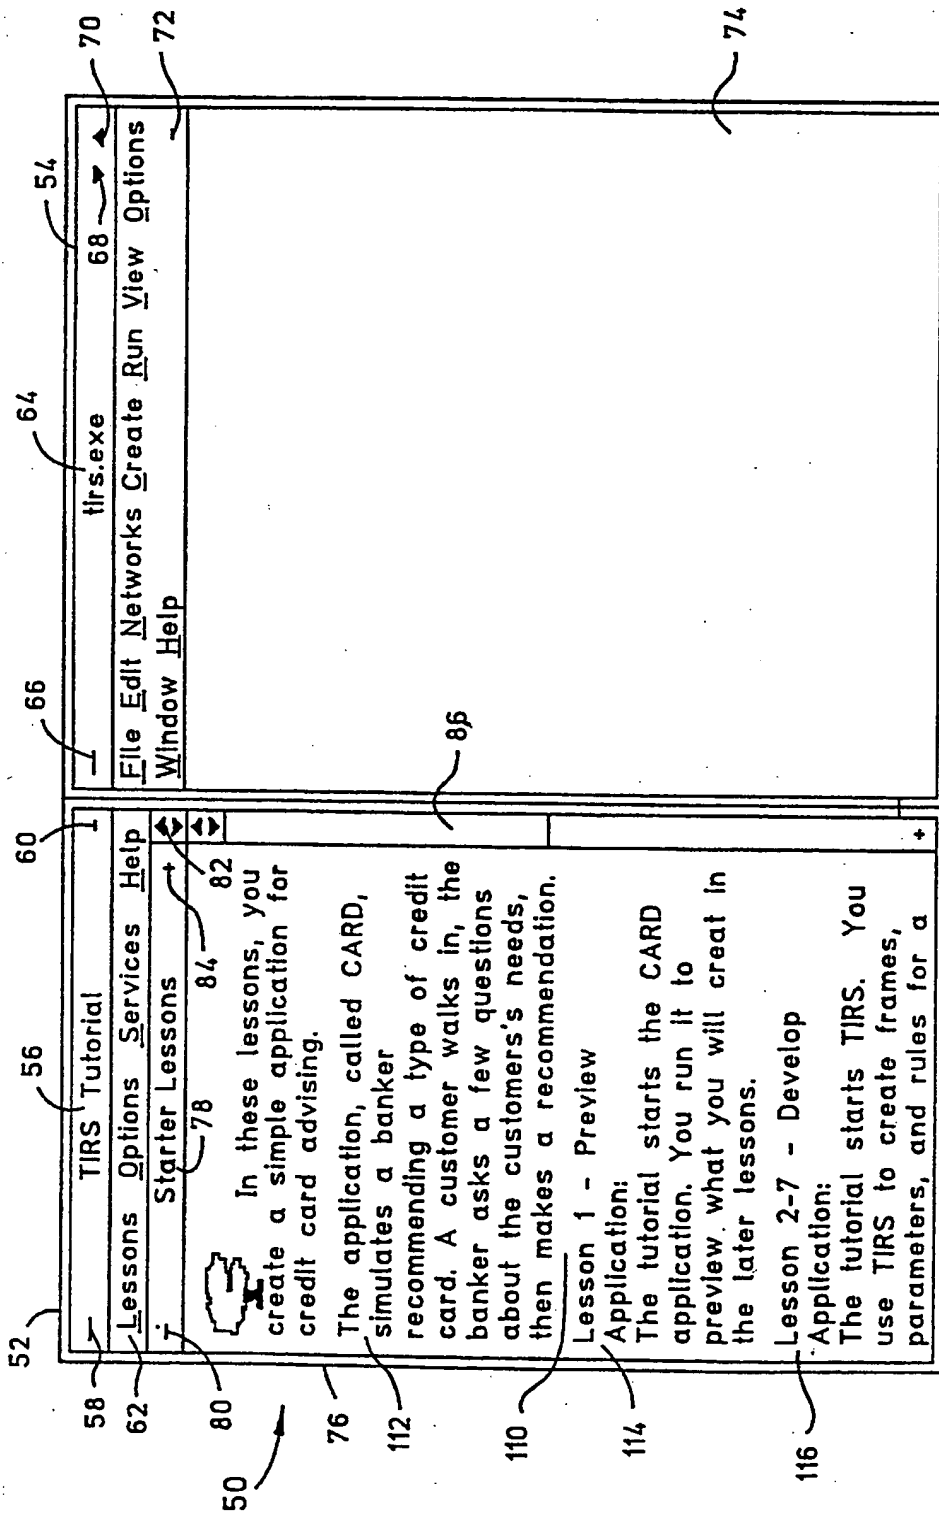 52
56
60
66
64
54
58
TIRS Tutorial
tirs.exe
68
70
62
Lessons Options Services Help
File Edit Networks Create Run View Options
Window Help
72
80
Starter Lessons +
78
84
82
50
76
In these lessons, you
create a simple application for
credit card advising.
112
The application, called CARD,
simulates a banker
recommending a type of credit
card. A customer walks in, the
banker asks a few questions
about the customers's needs,
then makes a recommendation.
86
74
110
Lesson 1 - Preview
Application:
114
The tutorial starts the CARD
application. You run it to
preview what you will creat in
the later lessons.
116
Lesson 2-7 - Develop
Application:
The tutorial starts TIRS. You
use TIRS to create frames,
parameters, and rules for a
+